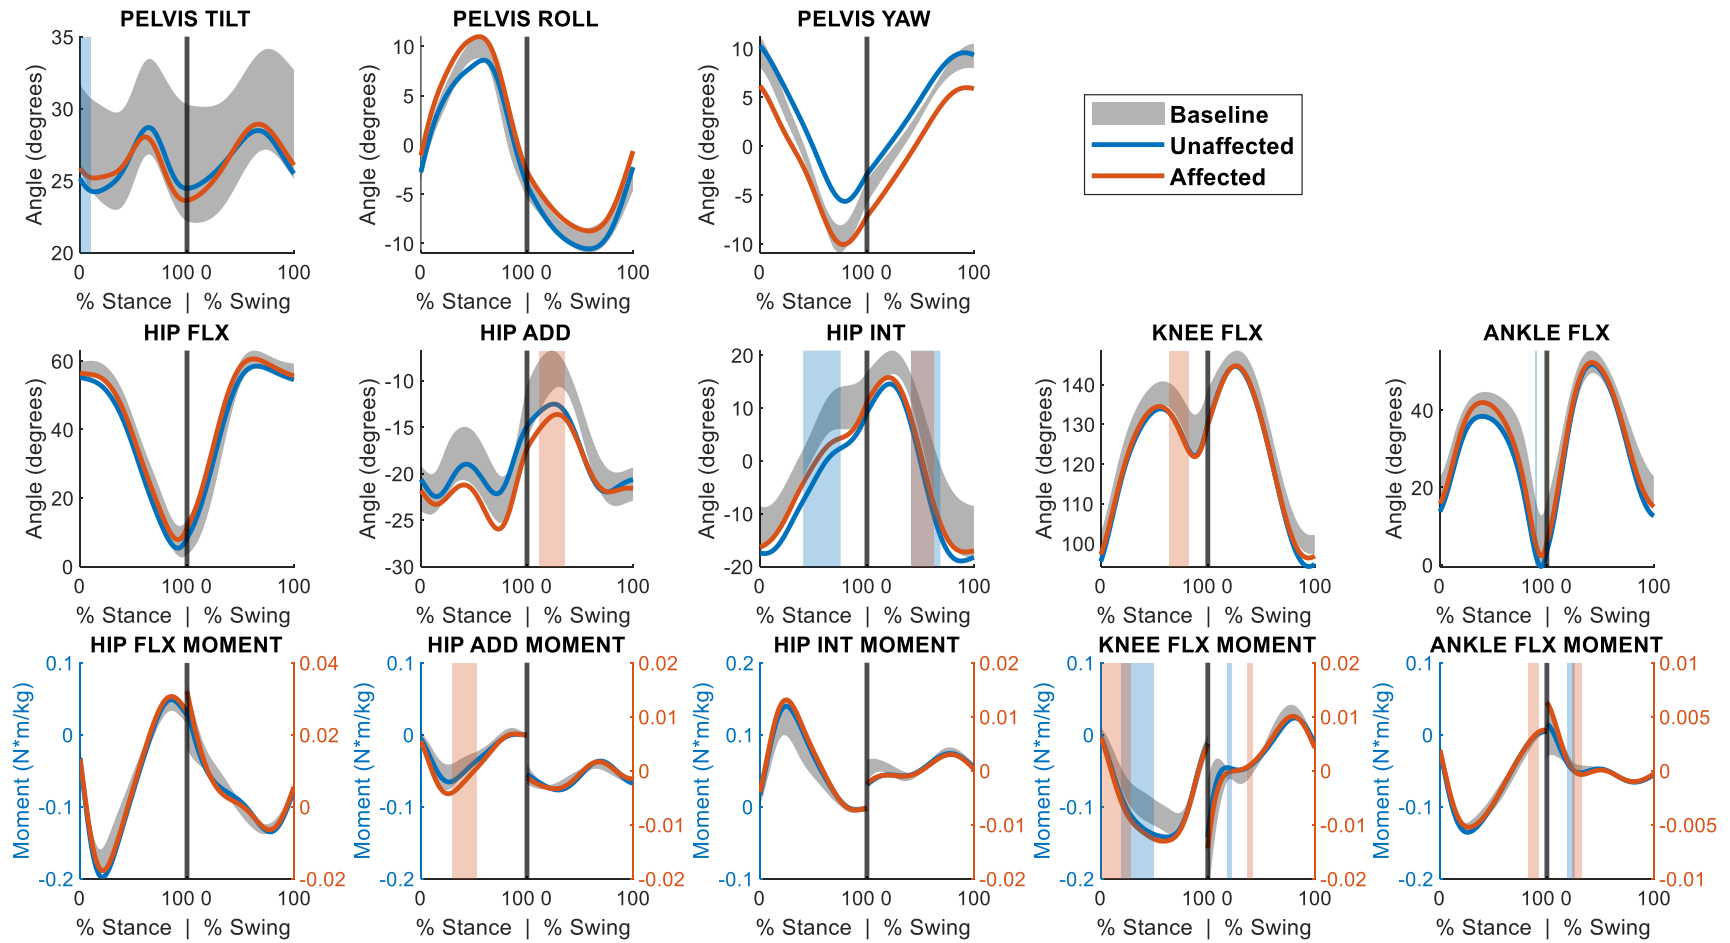 PELVIS TILT
PELVIS ROLL
PELVIS YAW
Angle (degrees)
35
30
25
20
0
100 0
100
% Stance | % Swing
Angle (degrees)
10
5
0
-5
-10
0
100 0
100
% Stance | % Swing
Angle (degrees)
10
5
0
-5
-10
0
100 0
100
% Stance | % Swing
Baseline
Unaffected
Affected
HIP FLX
HIP ADD
HIP INT
KNEE FLX
ANKLE FLX
Angle (degrees)
60
40
20
0
0
100 0
100
% Stance | % Swing
Angle (degrees)
-10
-15
-20
-25
-30
0
100 0
100
% Stance | % Swing
Angle (degrees)
20
10
0
-10
-20
0
100 0
100
% Stance | % Swing
Angle (degrees)
140
130
120
110
100
0
100 0
100
% Stance | % Swing
Angle (degrees)
40
20
0
0
100 0
100
% Stance | % Swing
HIP FLX MOMENT
HIP ADD MOMENT
HIP INT MOMENT
KNEE FLX MOMENT
ANKLE FLX MOMENT
Moment (N*m/kg)
0.1
0
-0.1
-0.2
0.04
0.02
0
-0.02
0
100 0
100
% Stance | % Swing
Moment (N*m/kg)
0.1
0
-0.1
-0.2
0.02
0.01
0
-0.01
-0.02
0
100 0
100
% Stance | % Swing
Moment (N*m/kg)
0.2
0.1
0
-0.1
0.02
0.01
0
-0.01
-0.02
0
100 0
100
% Stance | % Swing
Moment (N*m/kg)
0.1
0
-0.1
-0.2
0.02
0.01
0
-0.01
-0.02
0
100 0
100
% Stance | % Swing
Moment (N*m/kg)
0.1
0
-0.1
-0.2
0.01
0.005
0
-0.005
-0.01
0
100 0
100
% Stance | % Swing